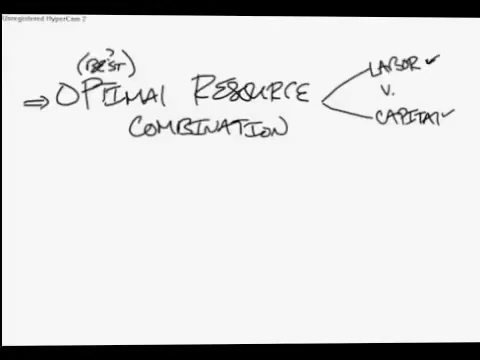 Unregistered HyperCam 2
(BEST)
⇒ OPTIMAL RESOURCE
COMBINATION
LABOR ✓
V.
CAPITAL ✓